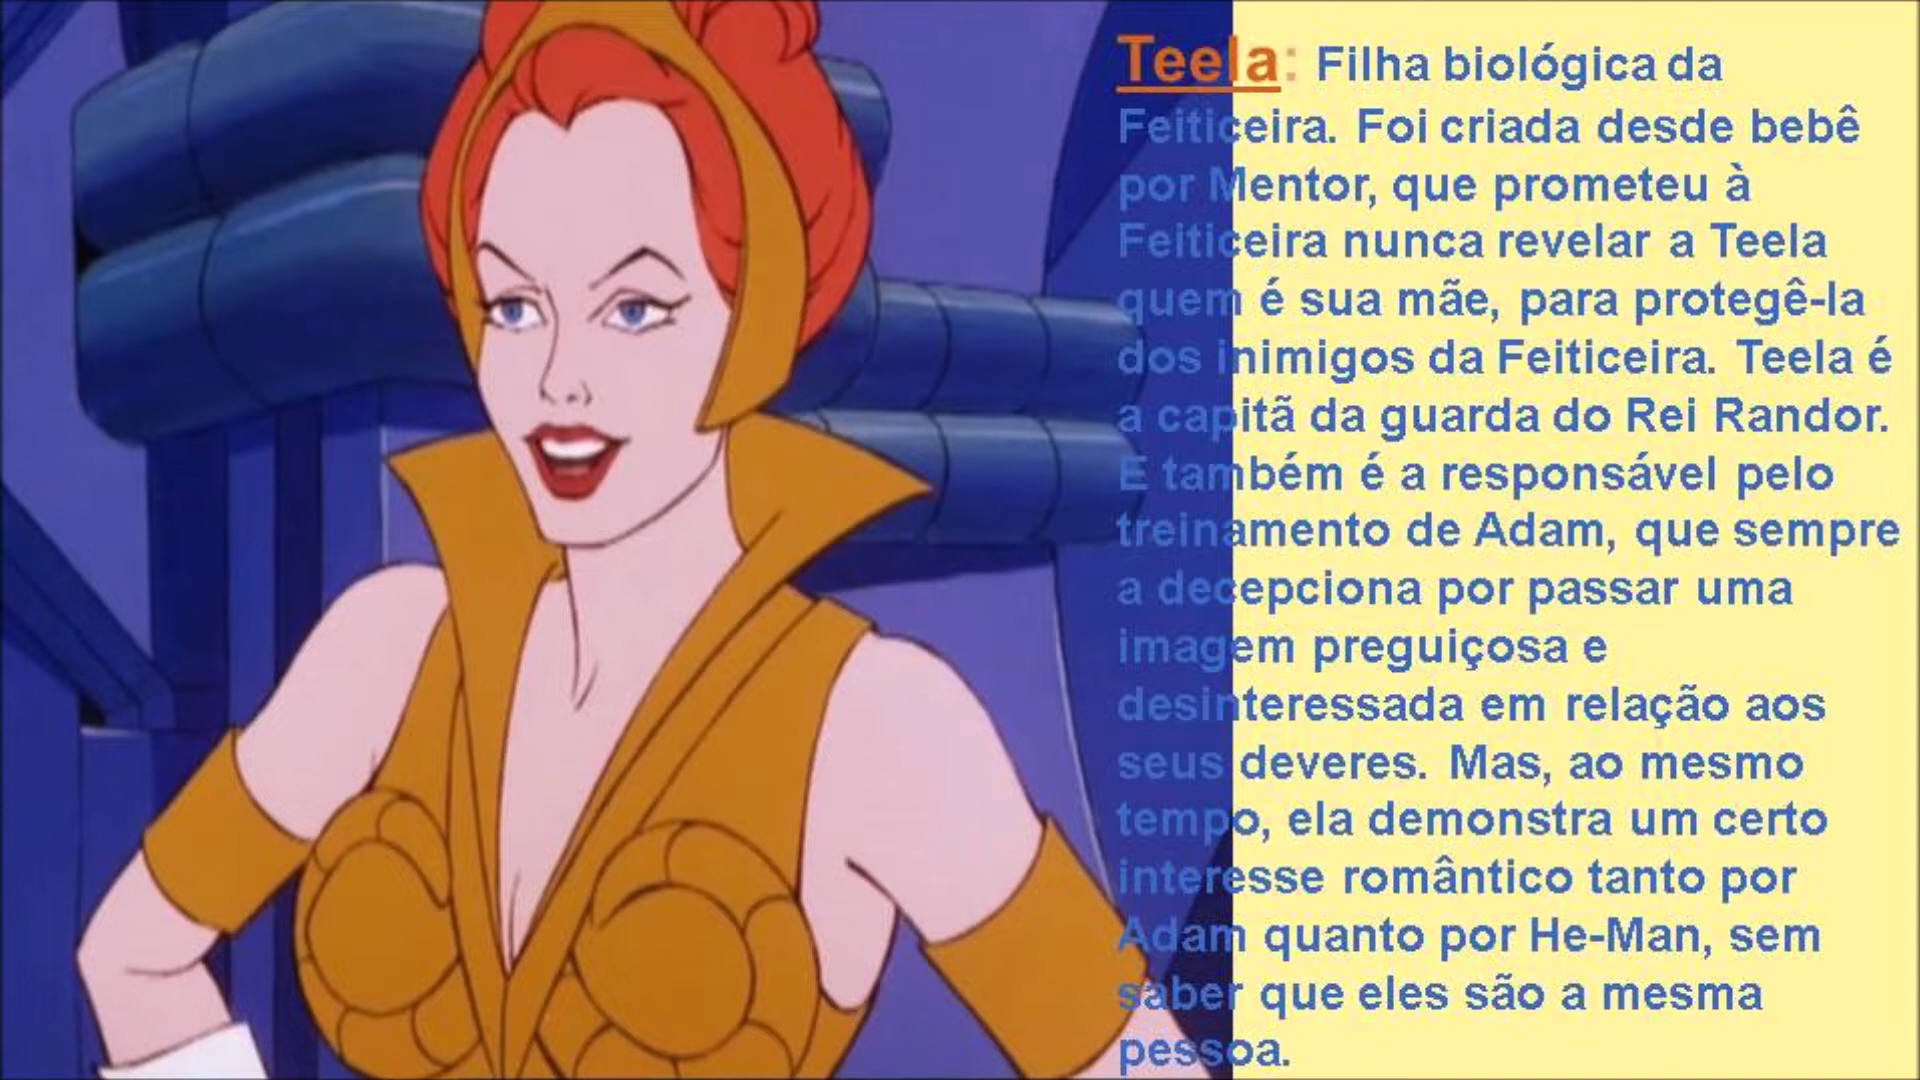 Teela: Filha biológica da
Feiticeira. Foi criada desde bebê
por Mentor, que prometeu à
Feiticeira nunca revelar a Teela
quem é sua mãe, para protegê-la
dos inimigos da Feiticeira. Teela é
a capitã da guarda do Rei Randor.
E também é a responsável pelo
treinamento de Adam, que sempre
a decepciona por passar uma
imagem preguiçosa e
desinteressada em relação aos
seus deveres. Mas, ao mesmo
tempo, ela demonstra um certo
interesse romântico tanto por
Adam quanto por He-Man, sem
saber que eles são a mesma
pessoa.